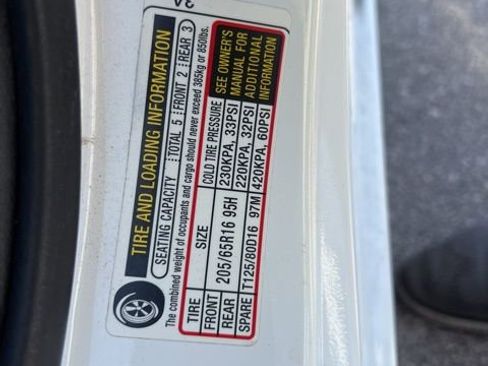 TIRE AND LOADING INFORMATION
SEATING CAPACITY TOTAL 5 FRONT 2 REAR 3
The combined weight of occupants and cargo should never exceed 385kg or 850lbs.
TIRE SIZE COLD TIRE PRESSURE
FRONT 205/65R16 95H 230KPA, 33PSI
REAR 220KPA, 32PSI
SPARE T125/80D16 97M 420KPA, 60PSI
SEE OWNER'S
MANUAL FOR
ADDITIONAL
INFORMATION